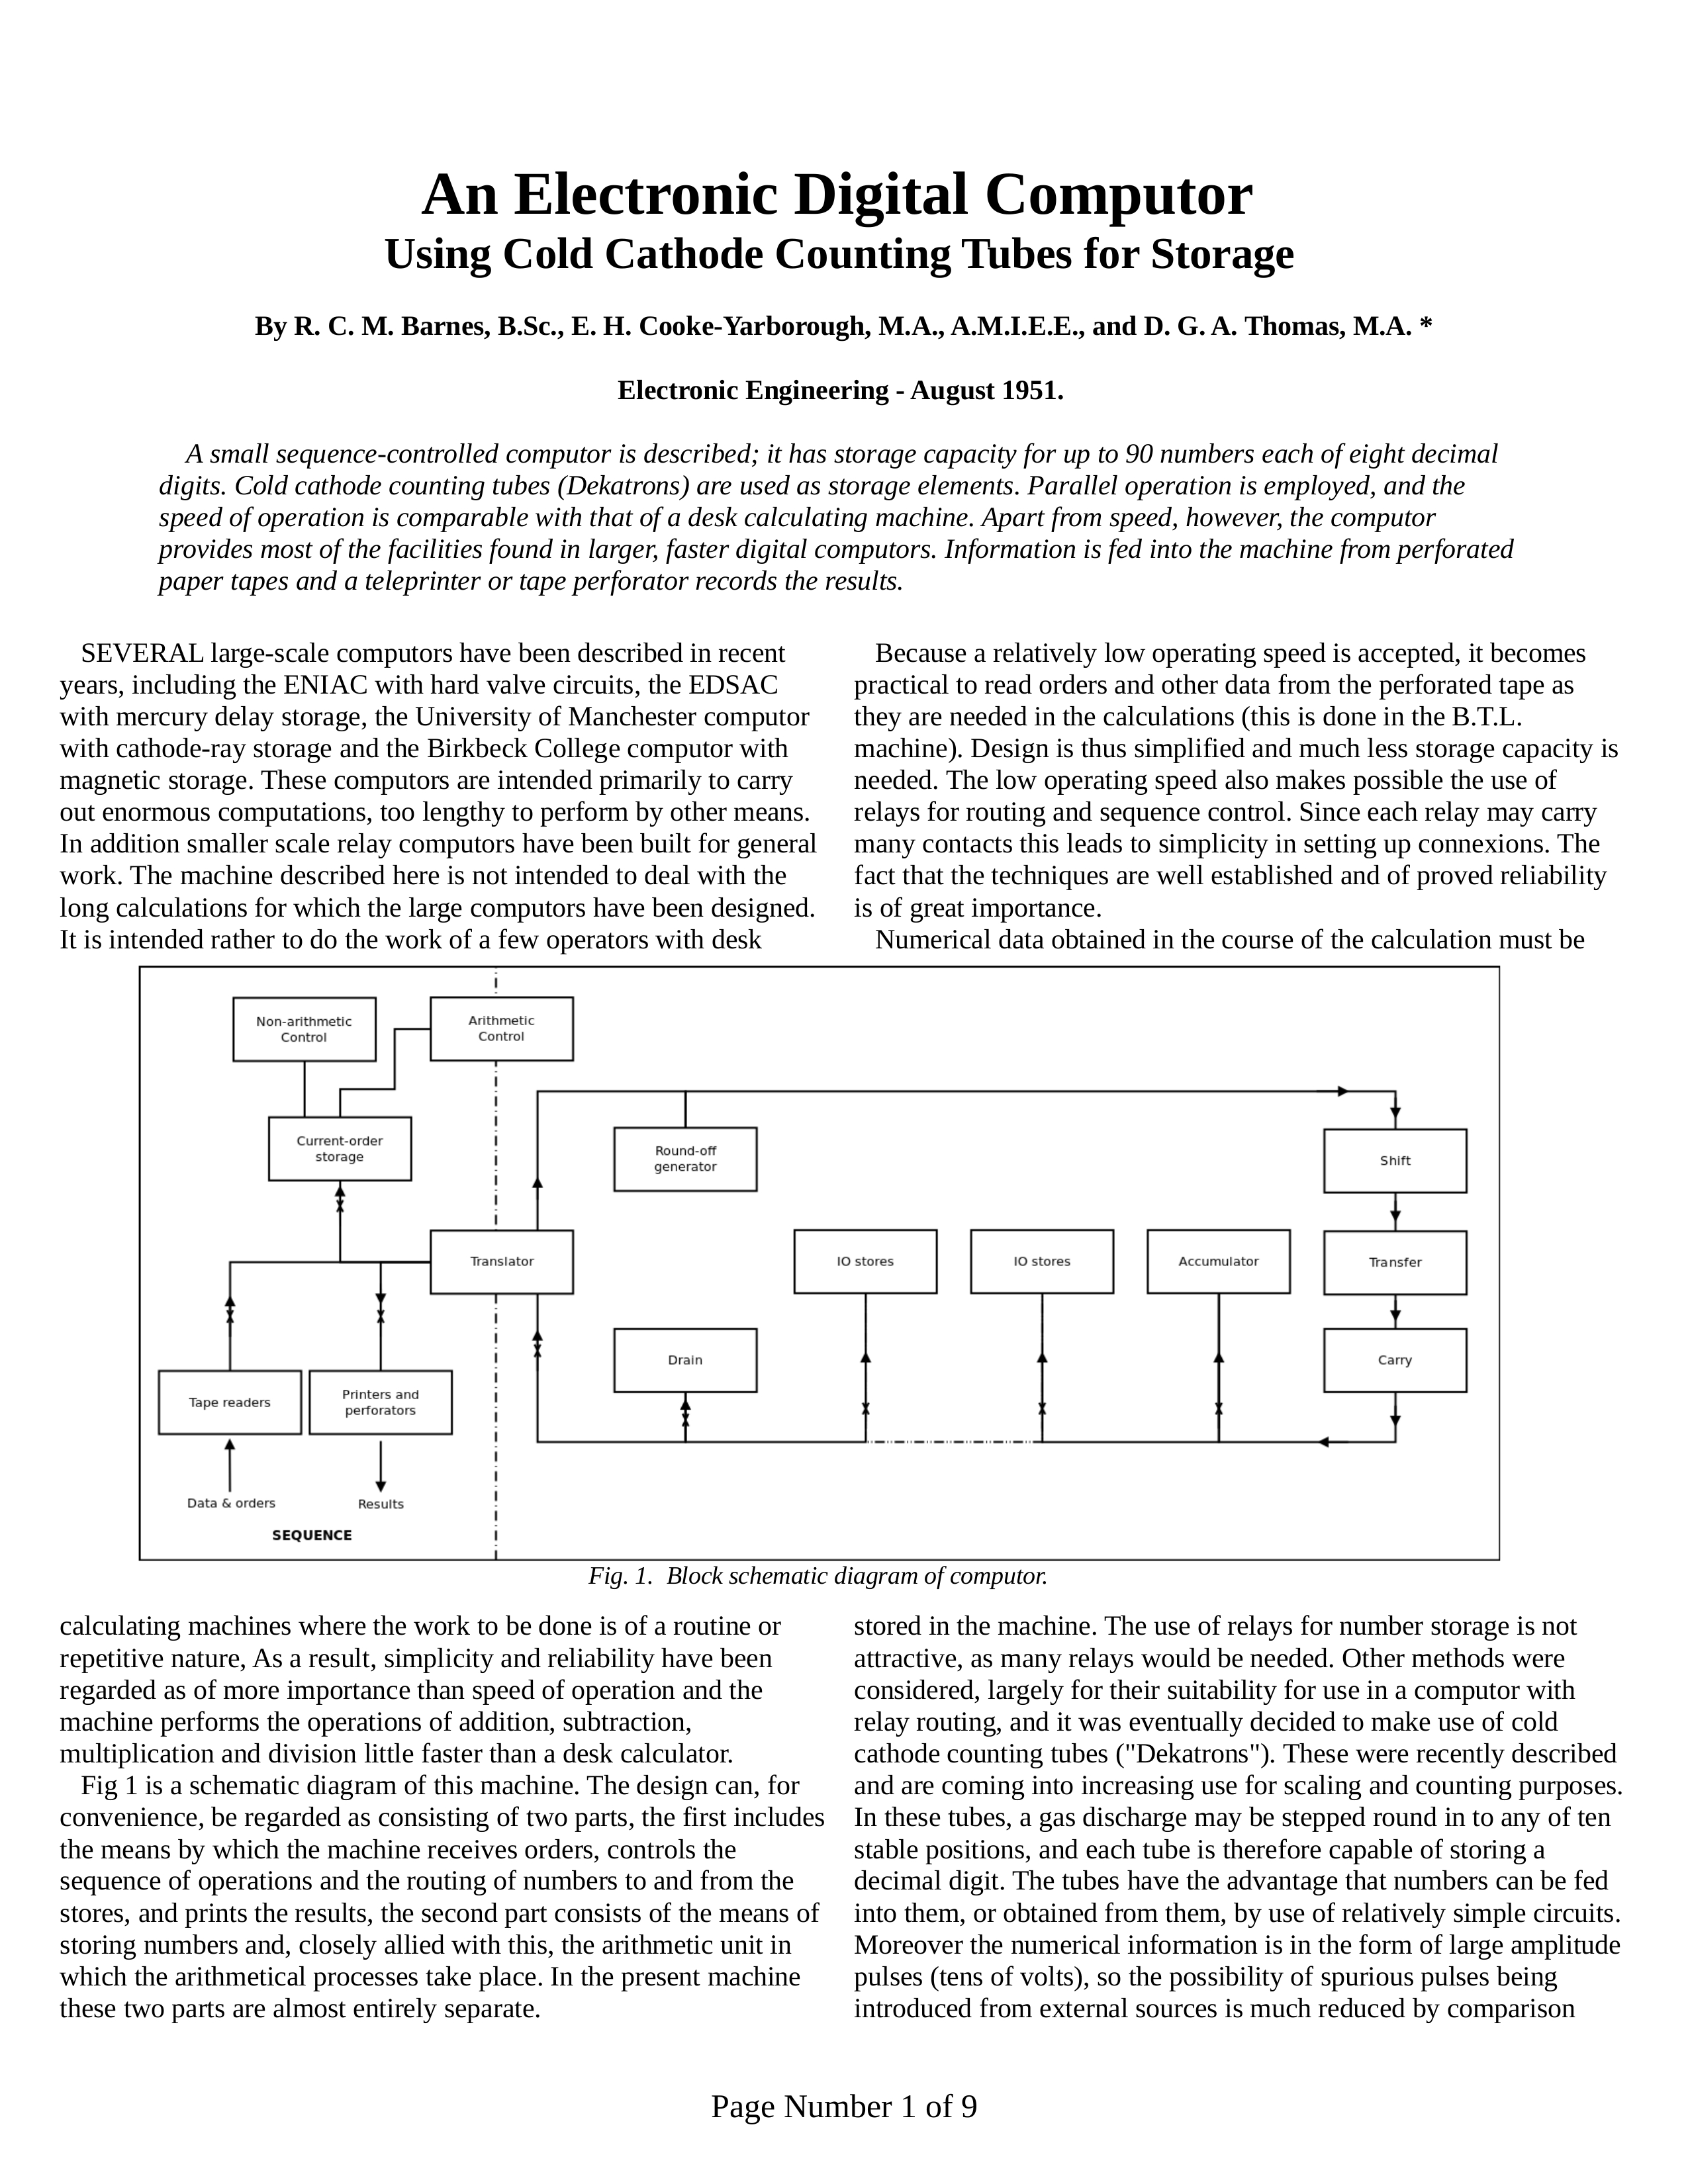 An Electronic Digital Computor
Using Cold Cathode Counting Tubes for Storage
By R. C. M. Barnes, B.Sc., E. H. Cooke-Yarborough, M.A., A.M.I.E.E., and D. G. A. Thomas, M.A. *
Electronic Engineering - August 1951.
A small sequence-controlled computor is described; it has storage capacity for up to 90 numbers each of eight decimal
digits. Cold cathode counting tubes (Dekatrons) are used as storage elements. Parallel operation is employed, and the
speed of operation is comparable with that of a desk calculating machine. Apart from speed, however, the computor
provides most of the facilities found in larger, faster digital computors. Information is fed into the machine from perforated
paper tapes and a teleprinter or tape perforator records the results.
SEVERAL large-scale computors have been described in recent
years, including the ENIAC with hard valve circuits, the EDSAC
with mercury delay storage, the University of Manchester computor
with cathode-ray storage and the Birkbeck College computor with
magnetic storage. These computors are intended primarily to carry
out enormous computations, too lengthy to perform by other means.
In addition smaller scale relay computors have been built for general
work. The machine described here is not intended to deal with the
long calculations for which the large computors have been designed.
It is intended rather to do the work of a few operators with desk
Because a relatively low operating speed is accepted, it becomes
practical to read orders and other data from the perforated tape as
they are needed in the calculations (this is done in the B.T.L.
machine). Design is thus simplified and much less storage capacity is
needed. The low operating speed also makes possible the use of
relays for routing and sequence control. Since each relay may carry
many contacts this leads to simplicity in setting up connexions. The
fact that the techniques are well established and of proved reliability
is of great importance.
Numerical data obtained in the course of the calculation must be
Non-arithmetic
Control
Arithmetic
Control
Current-order
storage
Round-off
generator
Shift
Translator
IO stores
IO stores
Accumulator
Transfer
Drain
Carry
Tape readers
Printers and
perforators
Data & orders
Results
SEQUENCE
Fig. 1. Block schematic diagram of computor.
calculating machines where the work to be done is of a routine or
repetitive nature, As a result, simplicity and reliability have been
regarded as of more importance than speed of operation and the
machine performs the operations of addition, subtraction,
multiplication and division little faster than a desk calculator.
Fig 1 is a schematic diagram of this machine. The design can, for
convenience, be regarded as consisting of two parts, the first includes
the means by which the machine receives orders, controls the
sequence of operations and the routing of numbers to and from the
stores, and prints the results, the second part consists of the means of
storing numbers and, closely allied with this, the arithmetic unit in
which the arithmetical processes take place. In the present machine
these two parts are almost entirely separate.
stored in the machine. The use of relays for number storage is not
attractive, as many relays would be needed. Other methods were
considered, largely for their suitability for use in a computor with
relay routing, and it was eventually decided to make use of cold
cathode counting tubes ("Dekatrons"). These were recently described
and are coming into increasing use for scaling and counting purposes.
In these tubes, a gas discharge may be stepped round in to any of ten
stable positions, and each tube is therefore capable of storing a
decimal digit. The tubes have the advantage that numbers can be fed
into them, or obtained from them, by use of relatively simple circuits.
Moreover the numerical information is in the form of large amplitude
pulses (tens of volts), so the possibility of spurious pulses being
introduced from external sources is much reduced by comparison
Page Number 1 of 9